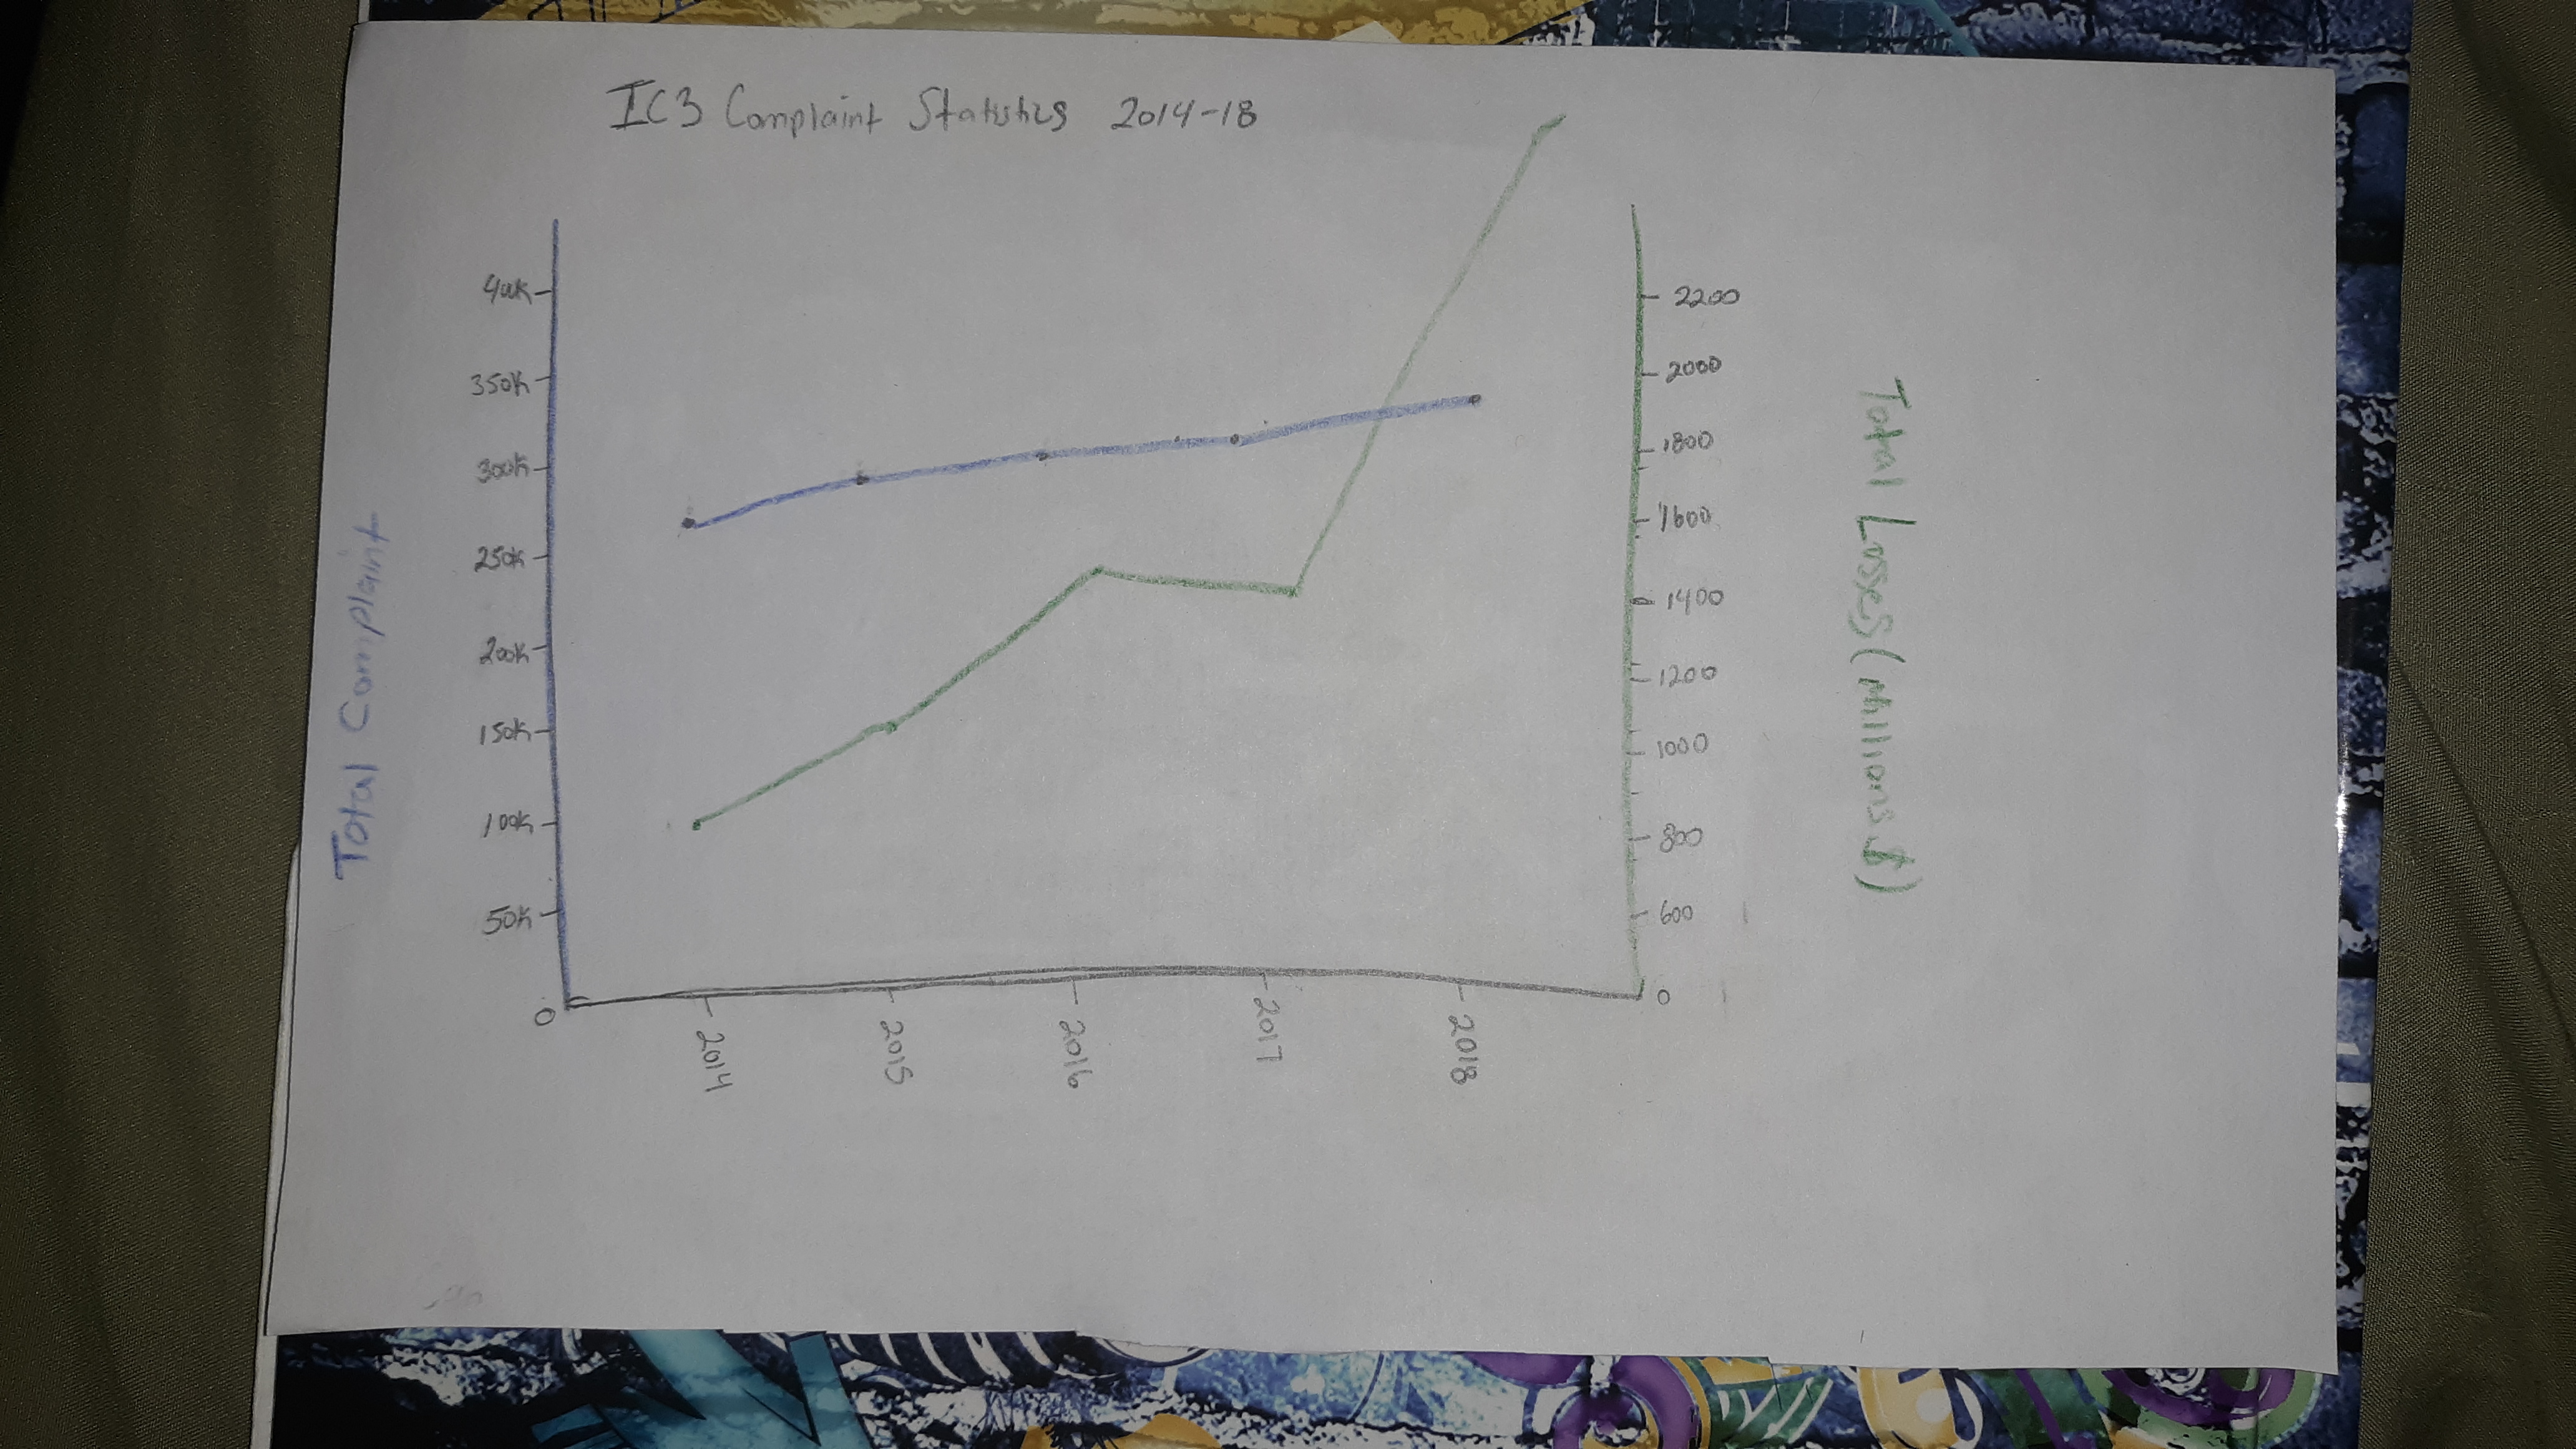 IC3 Complaint Statistics 2014-18
Total Complaint
400K
350K
300K
250K
200K
150K
100K
50K
0
2200
2000
1800
1600
1400
1200
1000
800
600
0
Total Losses (Millions $)
2014
2015
2016
2017
2018